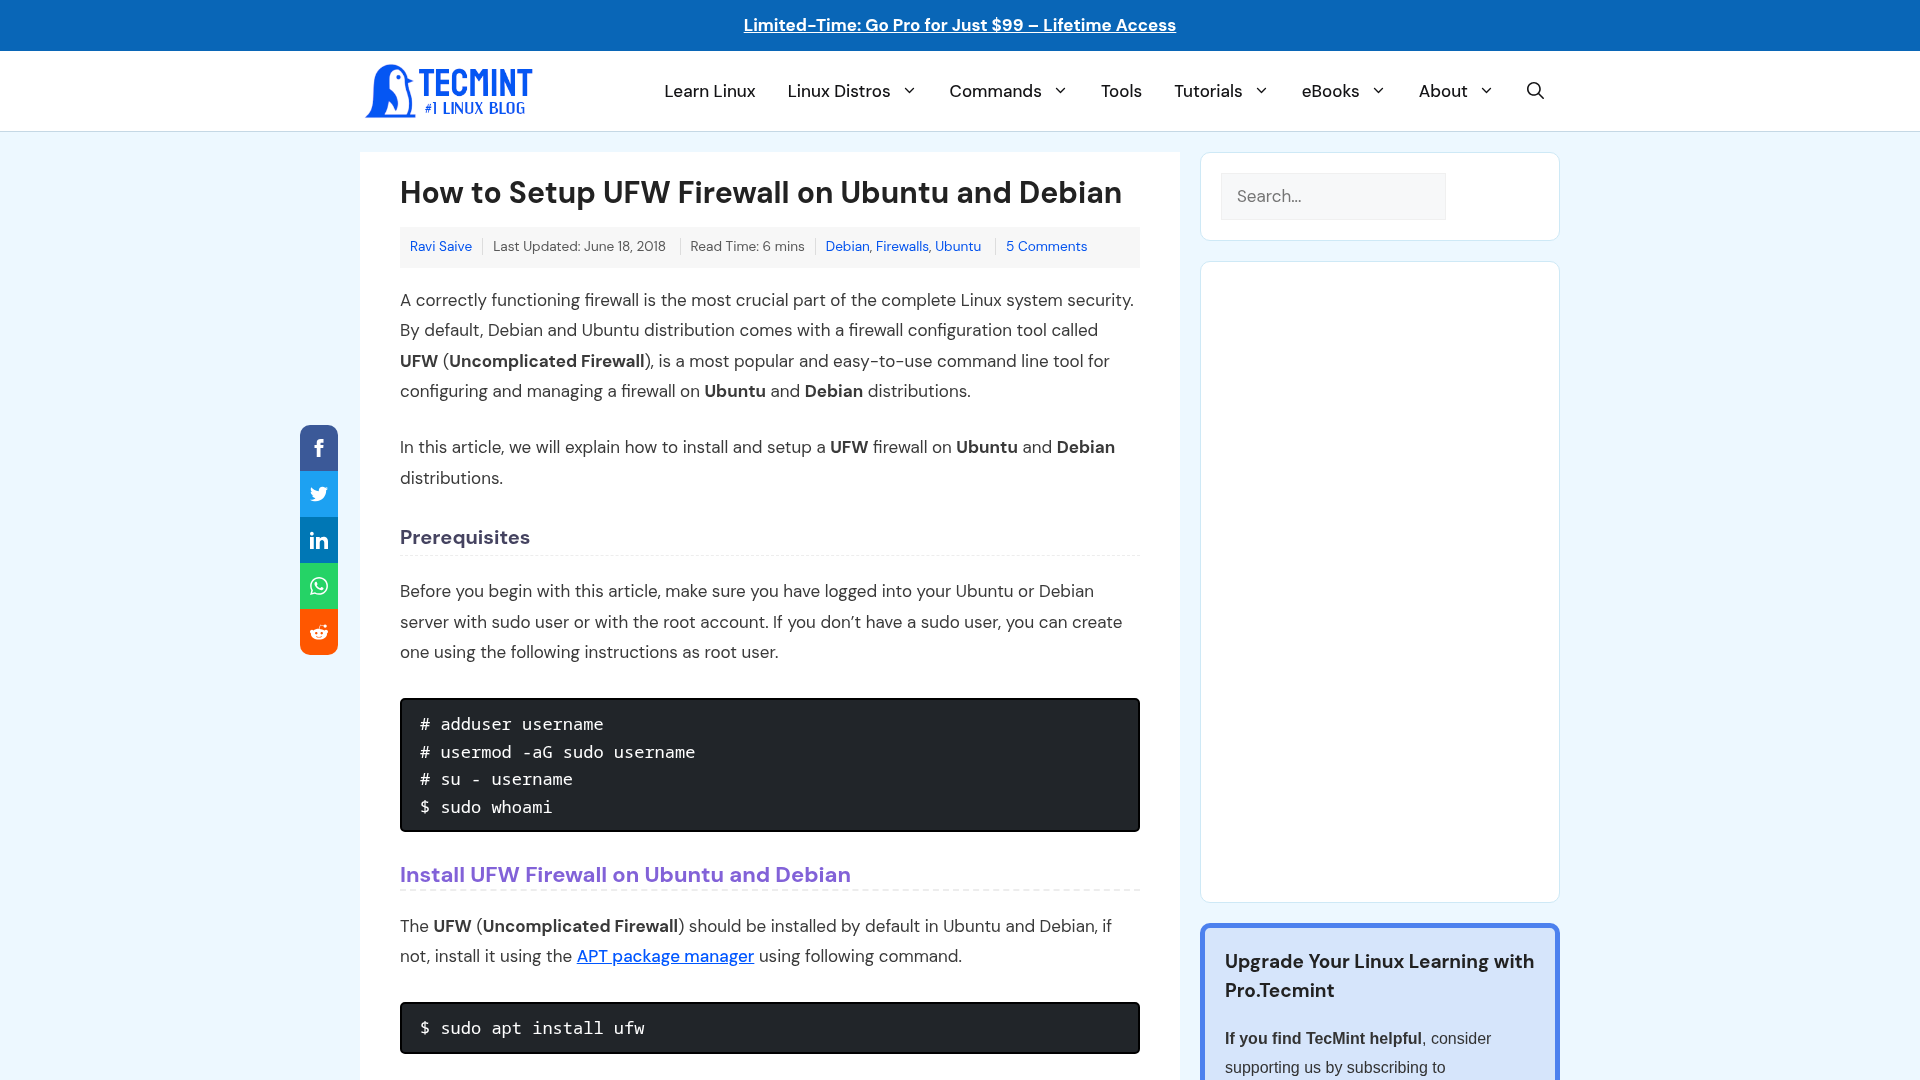 Limited-Time: Go Pro for Just $99 – Lifetime Access
TECMINT
#1 LINUX BLOG
Learn Linux
Linux Distros
Commands
Tools
Tutorials
eBooks
About
How to Setup UFW Firewall on Ubuntu and Debian
Ravi Saive Last Updated: June 18, 2018 Read Time: 6 mins Debian, Firewalls, Ubuntu 5 Comments
A correctly functioning firewall is the most crucial part of the complete Linux system security.
By default, Debian and Ubuntu distribution comes with a firewall configuration tool called
UFW (Uncomplicated Firewall), is a most popular and easy-to-use command line tool for
configuring and managing a firewall on Ubuntu and Debian distributions.
In this article, we will explain how to install and setup a UFW firewall on Ubuntu and Debian
distributions.
Prerequisites
Before you begin with this article, make sure you have logged into your Ubuntu or Debian
server with sudo user or with the root account. If you don’t have a sudo user, you can create
one using the following instructions as root user.
# adduser username
# usermod -aG sudo username
# su - username
$ sudo whoami
Install UFW Firewall on Ubuntu and Debian
The UFW (Uncomplicated Firewall) should be installed by default in Ubuntu and Debian, if
not, install it using the APT package manager using following command.
$ sudo apt install ufw
Search...
Upgrade Your Linux Learning with
Pro.Tecmint
If you find TecMint helpful, consider
supporting us by subscribing to